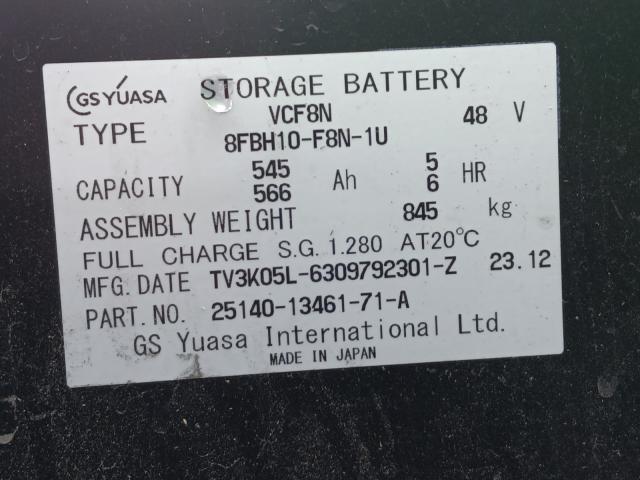 GS YUASA STORAGE BATTERY
TYPE VCF8N 48 V
8FBH10-F8N-1U
CAPACITY 545 Ah 5 HR
566 6
ASSEMBLY WEIGHT 845 kg
FULL CHARGE S.G. 1.280 AT20℃
MFG. DATE TV3K05L-6309792301-Z 23.12
PART. NO. 25140-13461-71-A
GS Yuasa International Ltd.
MADE IN JAPAN